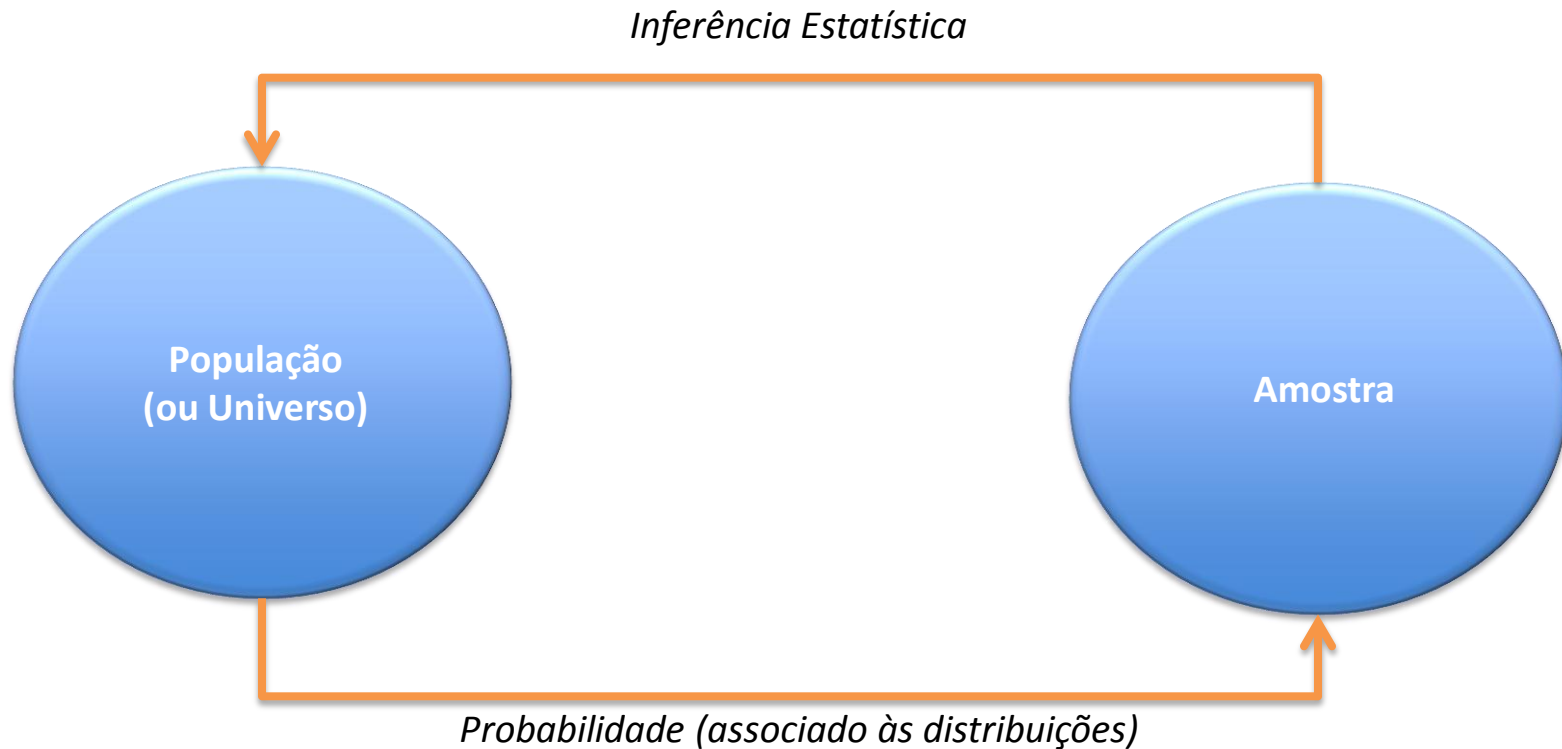 Inferência Estatística
População
(ou Universo)
Amostra
Probabilidade (associado às distribuições)